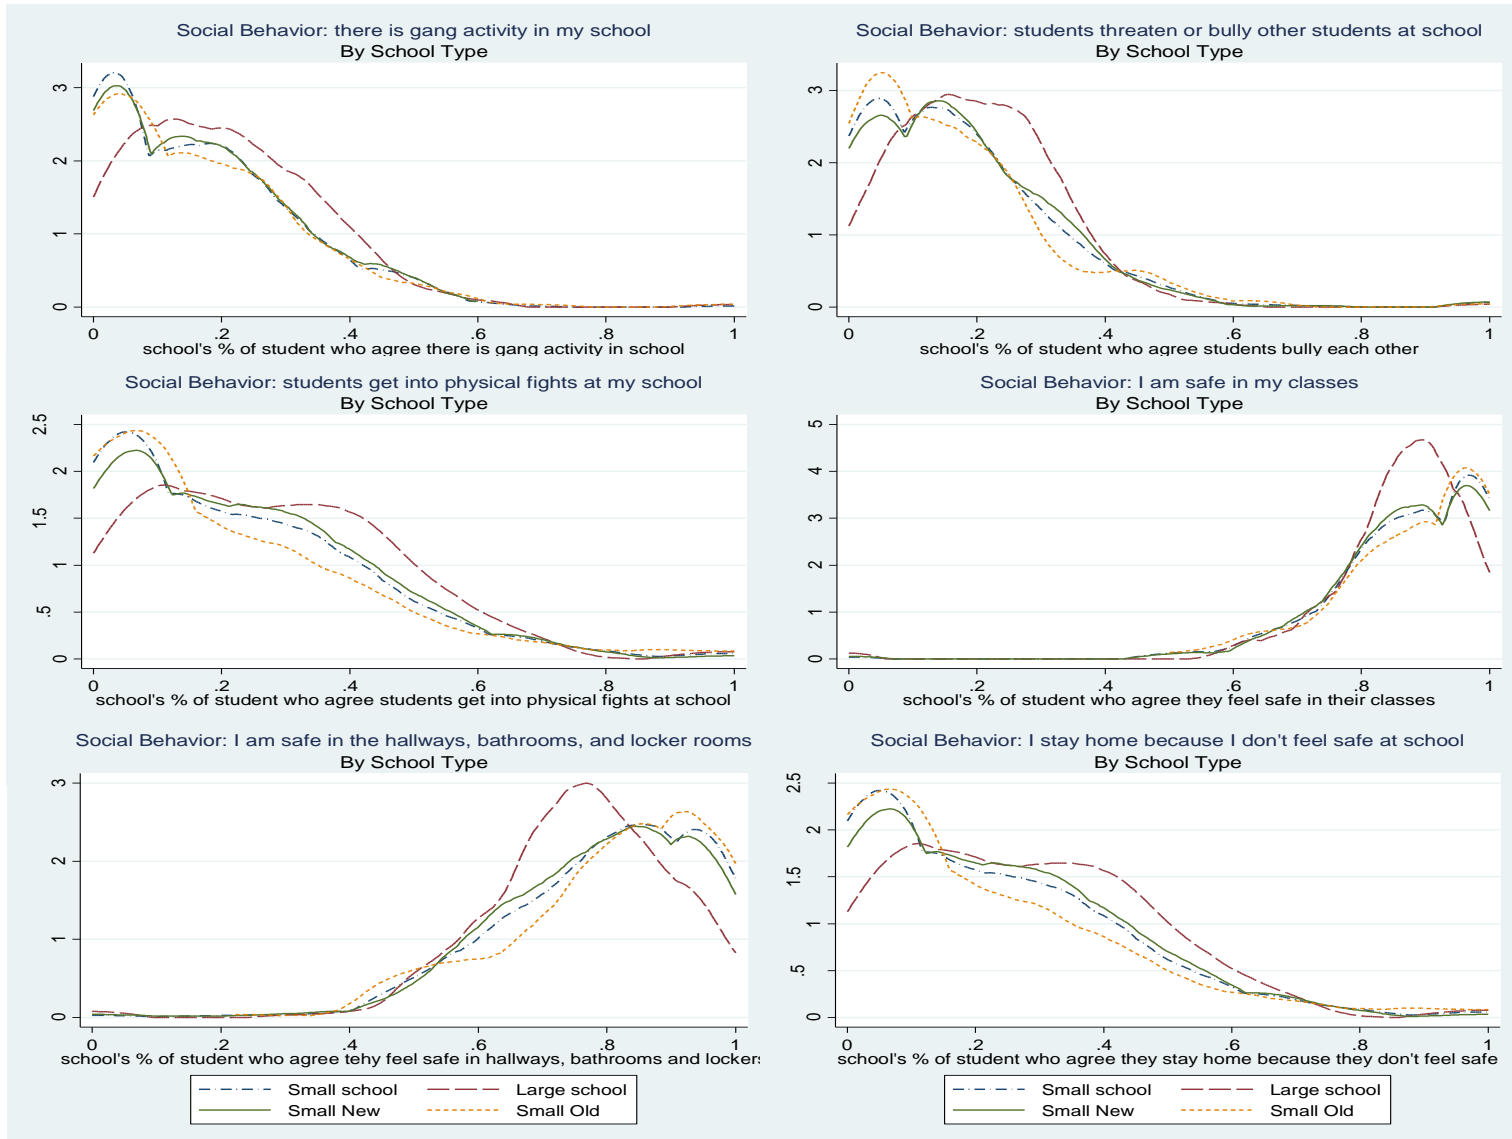 Social Behavior: there is gang activity in my school
By School Type
3
2
1
0
0 .2 .4 .6 .8 1
school's % of student who agree there is gang activity in school
Social Behavior: students threaten or bully other students at school
By School Type
3
2
1
0
0 .2 .4 .6 .8 1
school's % of student who agree students bully each other
Social Behavior: students get into physical fights at my school
By School Type
2.5
2
1.5
1
.5
0
0 .2 .4 .6 .8 1
school's % of student who agree students get into physical fights at school
Social Behavior: I am safe in my classes
By School Type
5
4
3
2
1
0
0 .2 .4 .6 .8 1
school's % of student who agree they feel safe in their classes
Social Behavior: I am safe in the hallways, bathrooms, and locker rooms
By School Type
3
2
1
0
0 .2 .4 .6 .8 1
school's % of student who agree tehy feel safe in hallways, bathrooms and lockers
Small school Large school
Small New Small Old
Social Behavior: I stay home because I don't feel safe at school
By School Type
2.5
2
1.5
1
.5
0
0 .2 .4 .6 .8 1
school's % of student who agree they stay home because they don't feel safe
Small school Large school
Small New Small Old